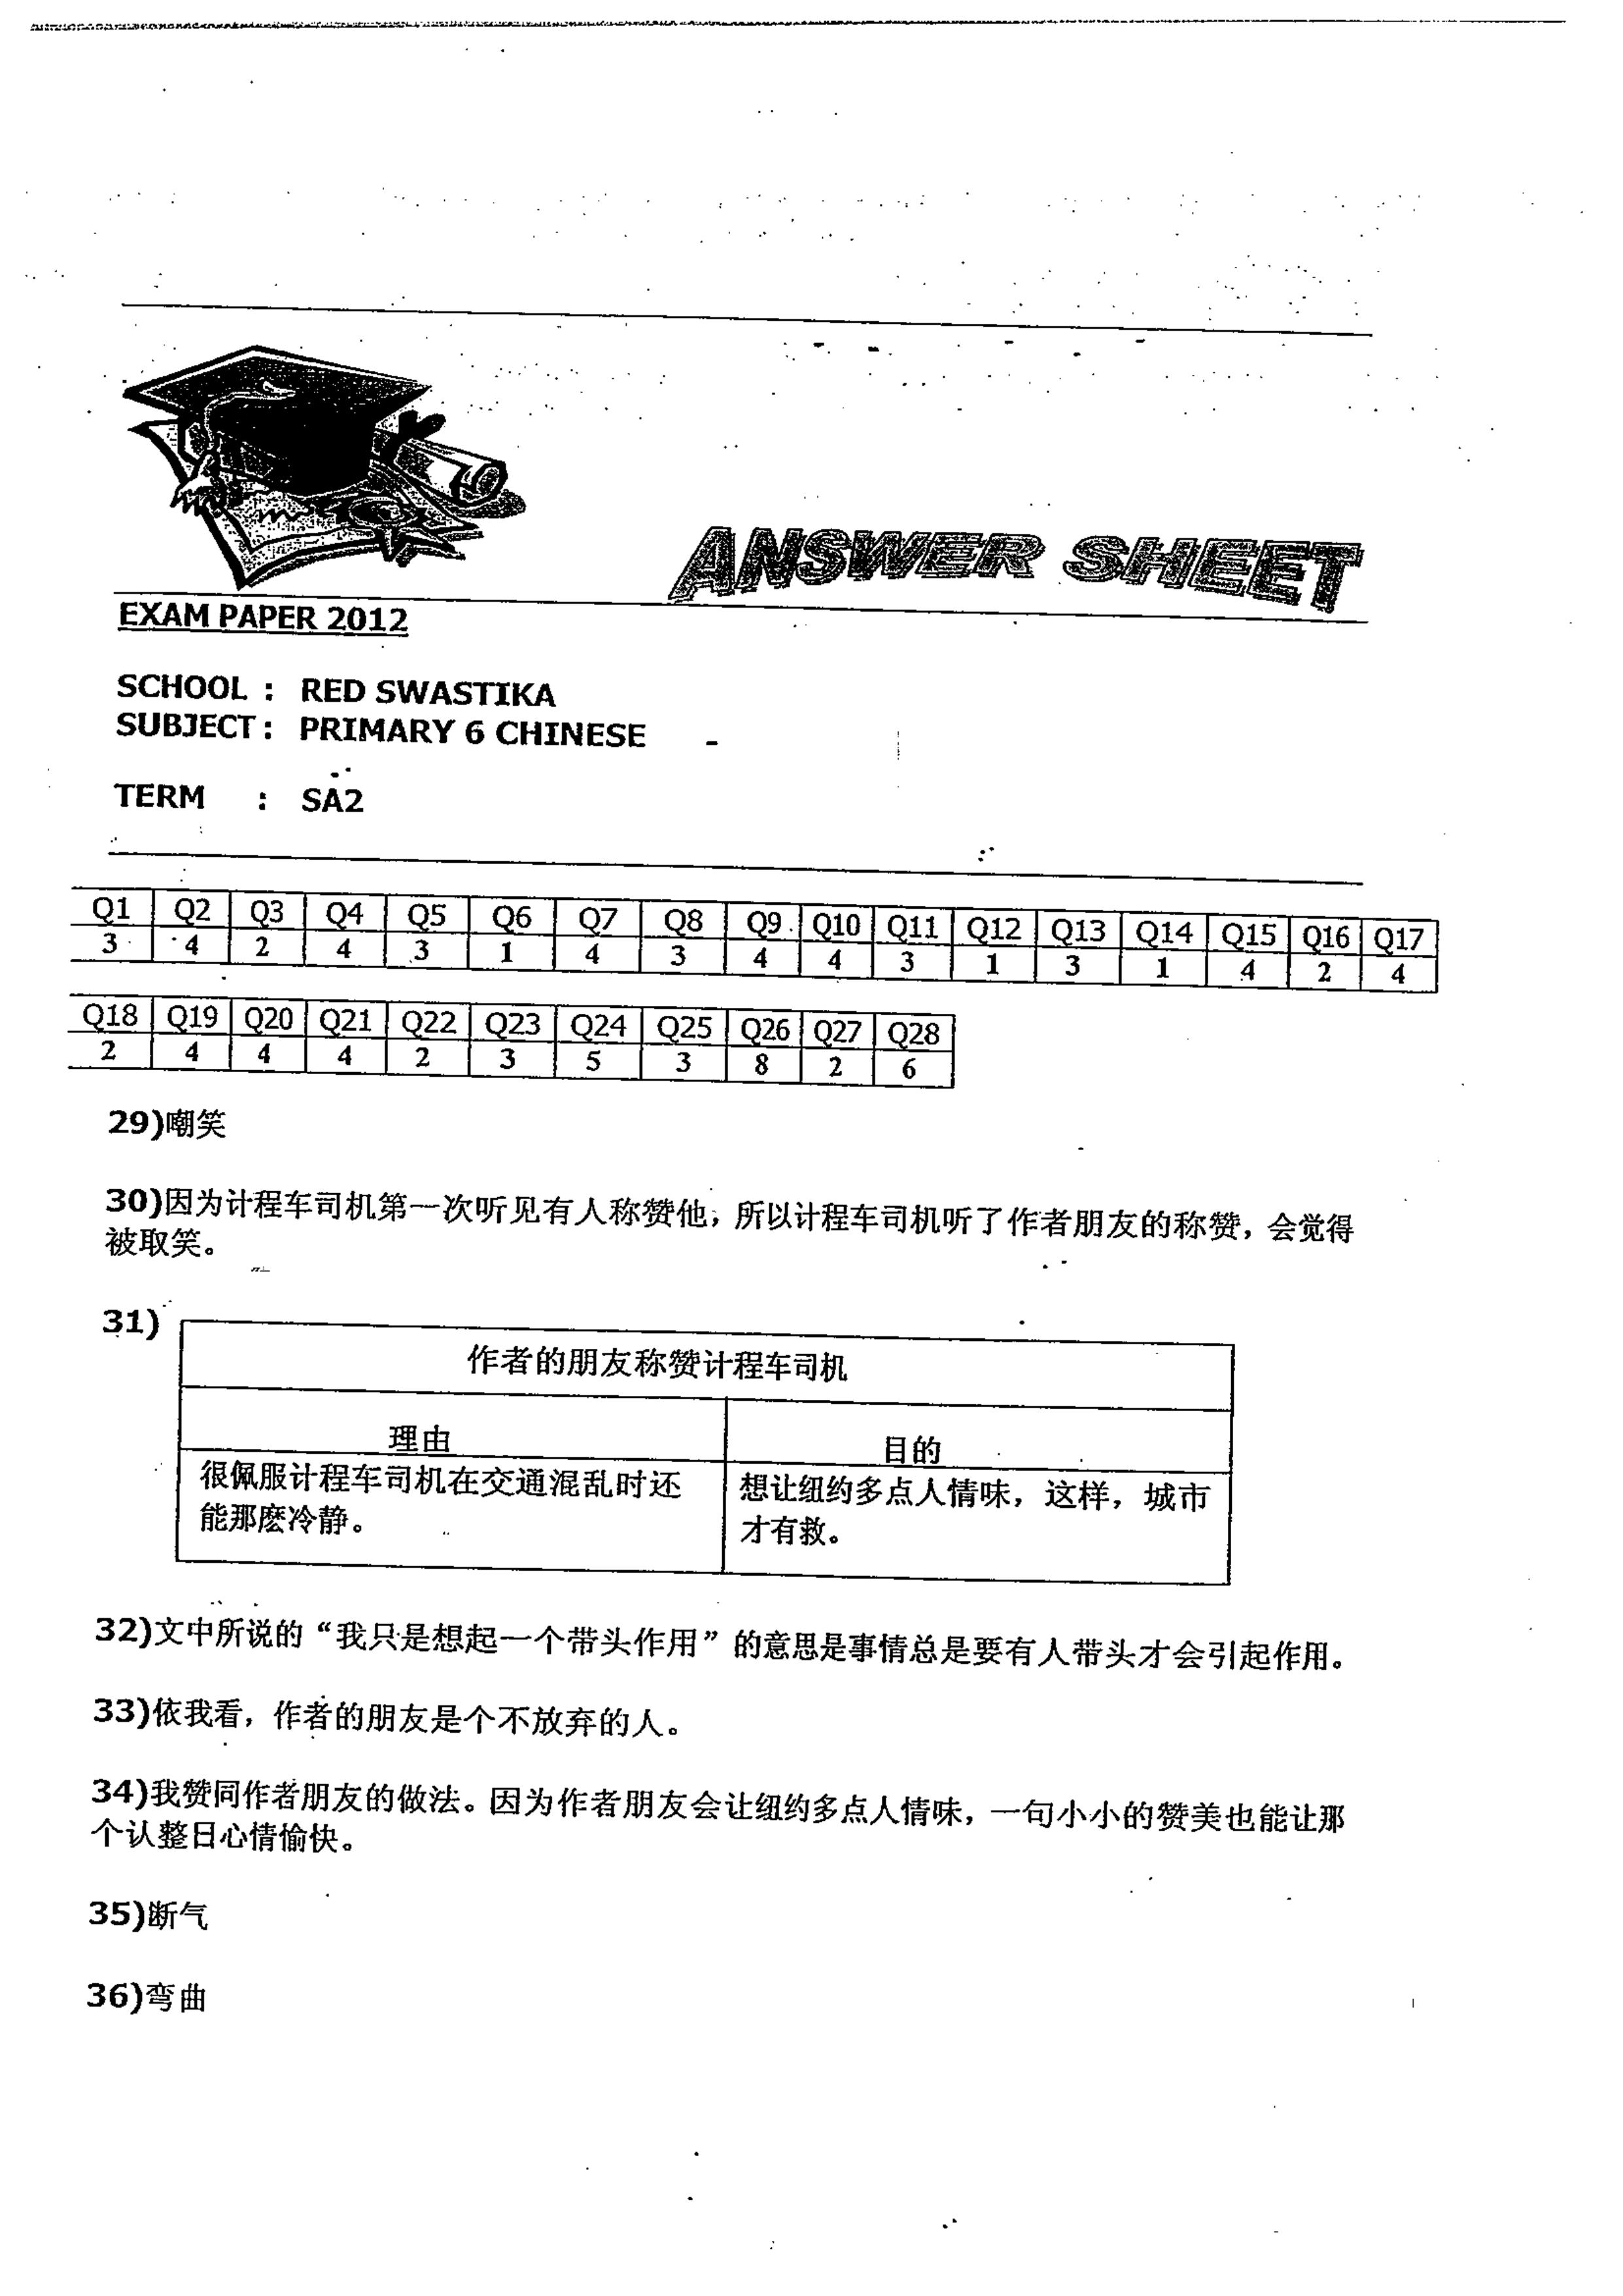 ANSWER SHEET
EXAM PAPER 2012
SCHOOL : RED SWASTIKA
SUBJECT : PRIMARY 6 CHINESE
TERM : SA2
Q1 Q2 Q3 Q4 Q5 Q6 Q7 Q8 Q9 Q10 Q11 Q12 Q13 Q14 Q15 Q16 Q17
3 4 2 4 3 1 4 3 4 4 3 1 3 1 4 2 4
Q18 Q19 Q20 Q21 Q22 Q23 Q24 Q25 Q26 Q27 Q28
2 4 4 4 2 3 5 3 8 2 6
29)嘲笑
30)因为计程车司机第一次听见有人称赞他，所以计程车司机听了作者朋友的称赞，会觉得
被取笑。
31)
作者的朋友称赞计程车司机
理由 目的
很佩服计程车司机在交通混乱时还 想让纽约多点人情味，这样，城市
能那麽冷静。 才有救。
32)文中所说的“我只是想起一个带头作用”的意思是事情总是要有人带头才会引起作用。
33)依我看，作者的朋友是个不放弃的人。
34)我赞同作者朋友的做法。因为作者朋友会让纽约多点人情味，一句小小的赞美也能让那
个认整日心情愉快。
35)断气
36)弯曲